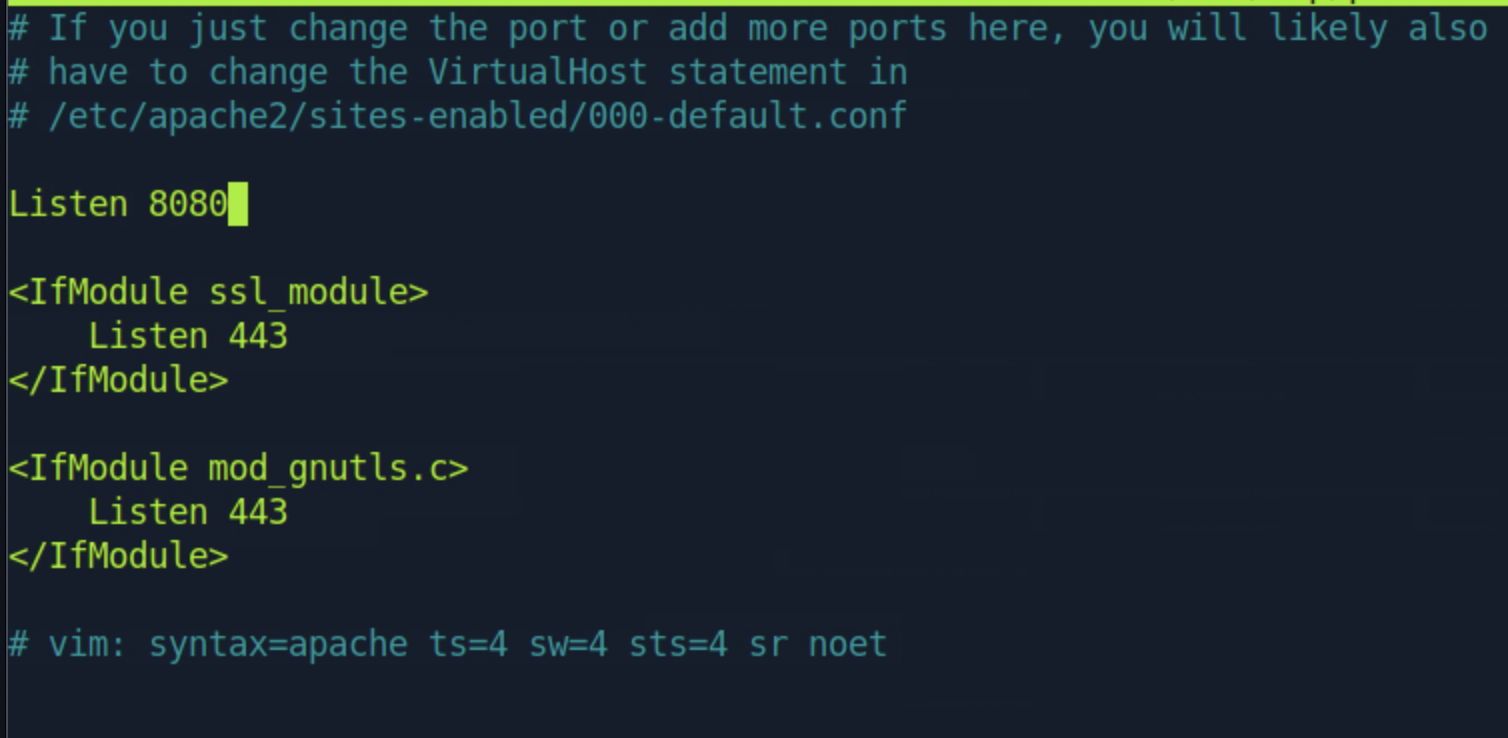 # If you just change the port or add more ports here, you will likely also
# have to change the VirtualHost statement in
# /etc/apache2/sites-enabled/000-default.conf
Listen 8080
<IfModule ssl_module>
    Listen 443
</IfModule>
<IfModule mod_gnutls.c>
    Listen 443
</IfModule>
# vim: syntax=apache ts=4 sw=4 sts=4 sr noet